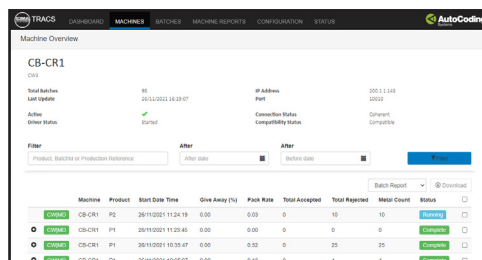 TRACS DASHBOARD MACHINES BATCHES MACHINE REPORTS CONFIGURATION STATUS AutoCoding Systems
Machine Overview
CB-CR1
CW3
Total Batches 95 IP Address 200.1.1.143
Last Update 26/11/2021 16:19:07 Port 10010
Active Connection Status Coherent
Driver Status Started Compatibility Status Compatible
Filter After After
Product, BatchId or Production Reference After date Before date Filter
Batch Report Download
Machine Product Start Date Time Give Away (%) Pack Rate Total Accepted Total Rejected Metal Count Status
CW|MD CB-CR1 P2 26/11/2021 11:24:19 0.00 0.03 0 10 10 Running
CW|MD CB-CR1 P1 26/11/2021 11:23:45 0.00 0.00 0 0 0 Complete
CW|MD CB-CR1 P1 26/11/2021 10:35:47 0.00 0.52 0 25 25 Complete